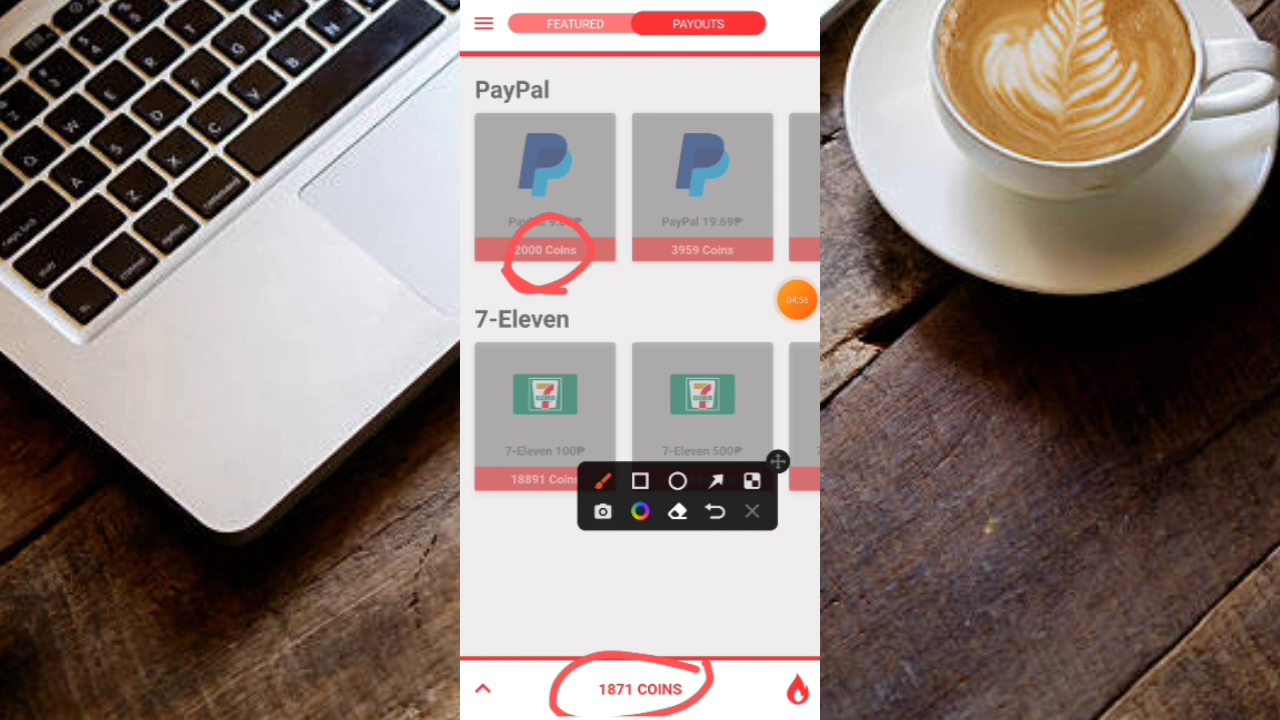 FEATURED
PAYOUTS
PayPal
PayPal 19.69₱
2000 Coins
3959 Coins
04:56
7-Eleven
7-Eleven 100₱
7-Eleven 500₱
18891 Coins
1871 COINS